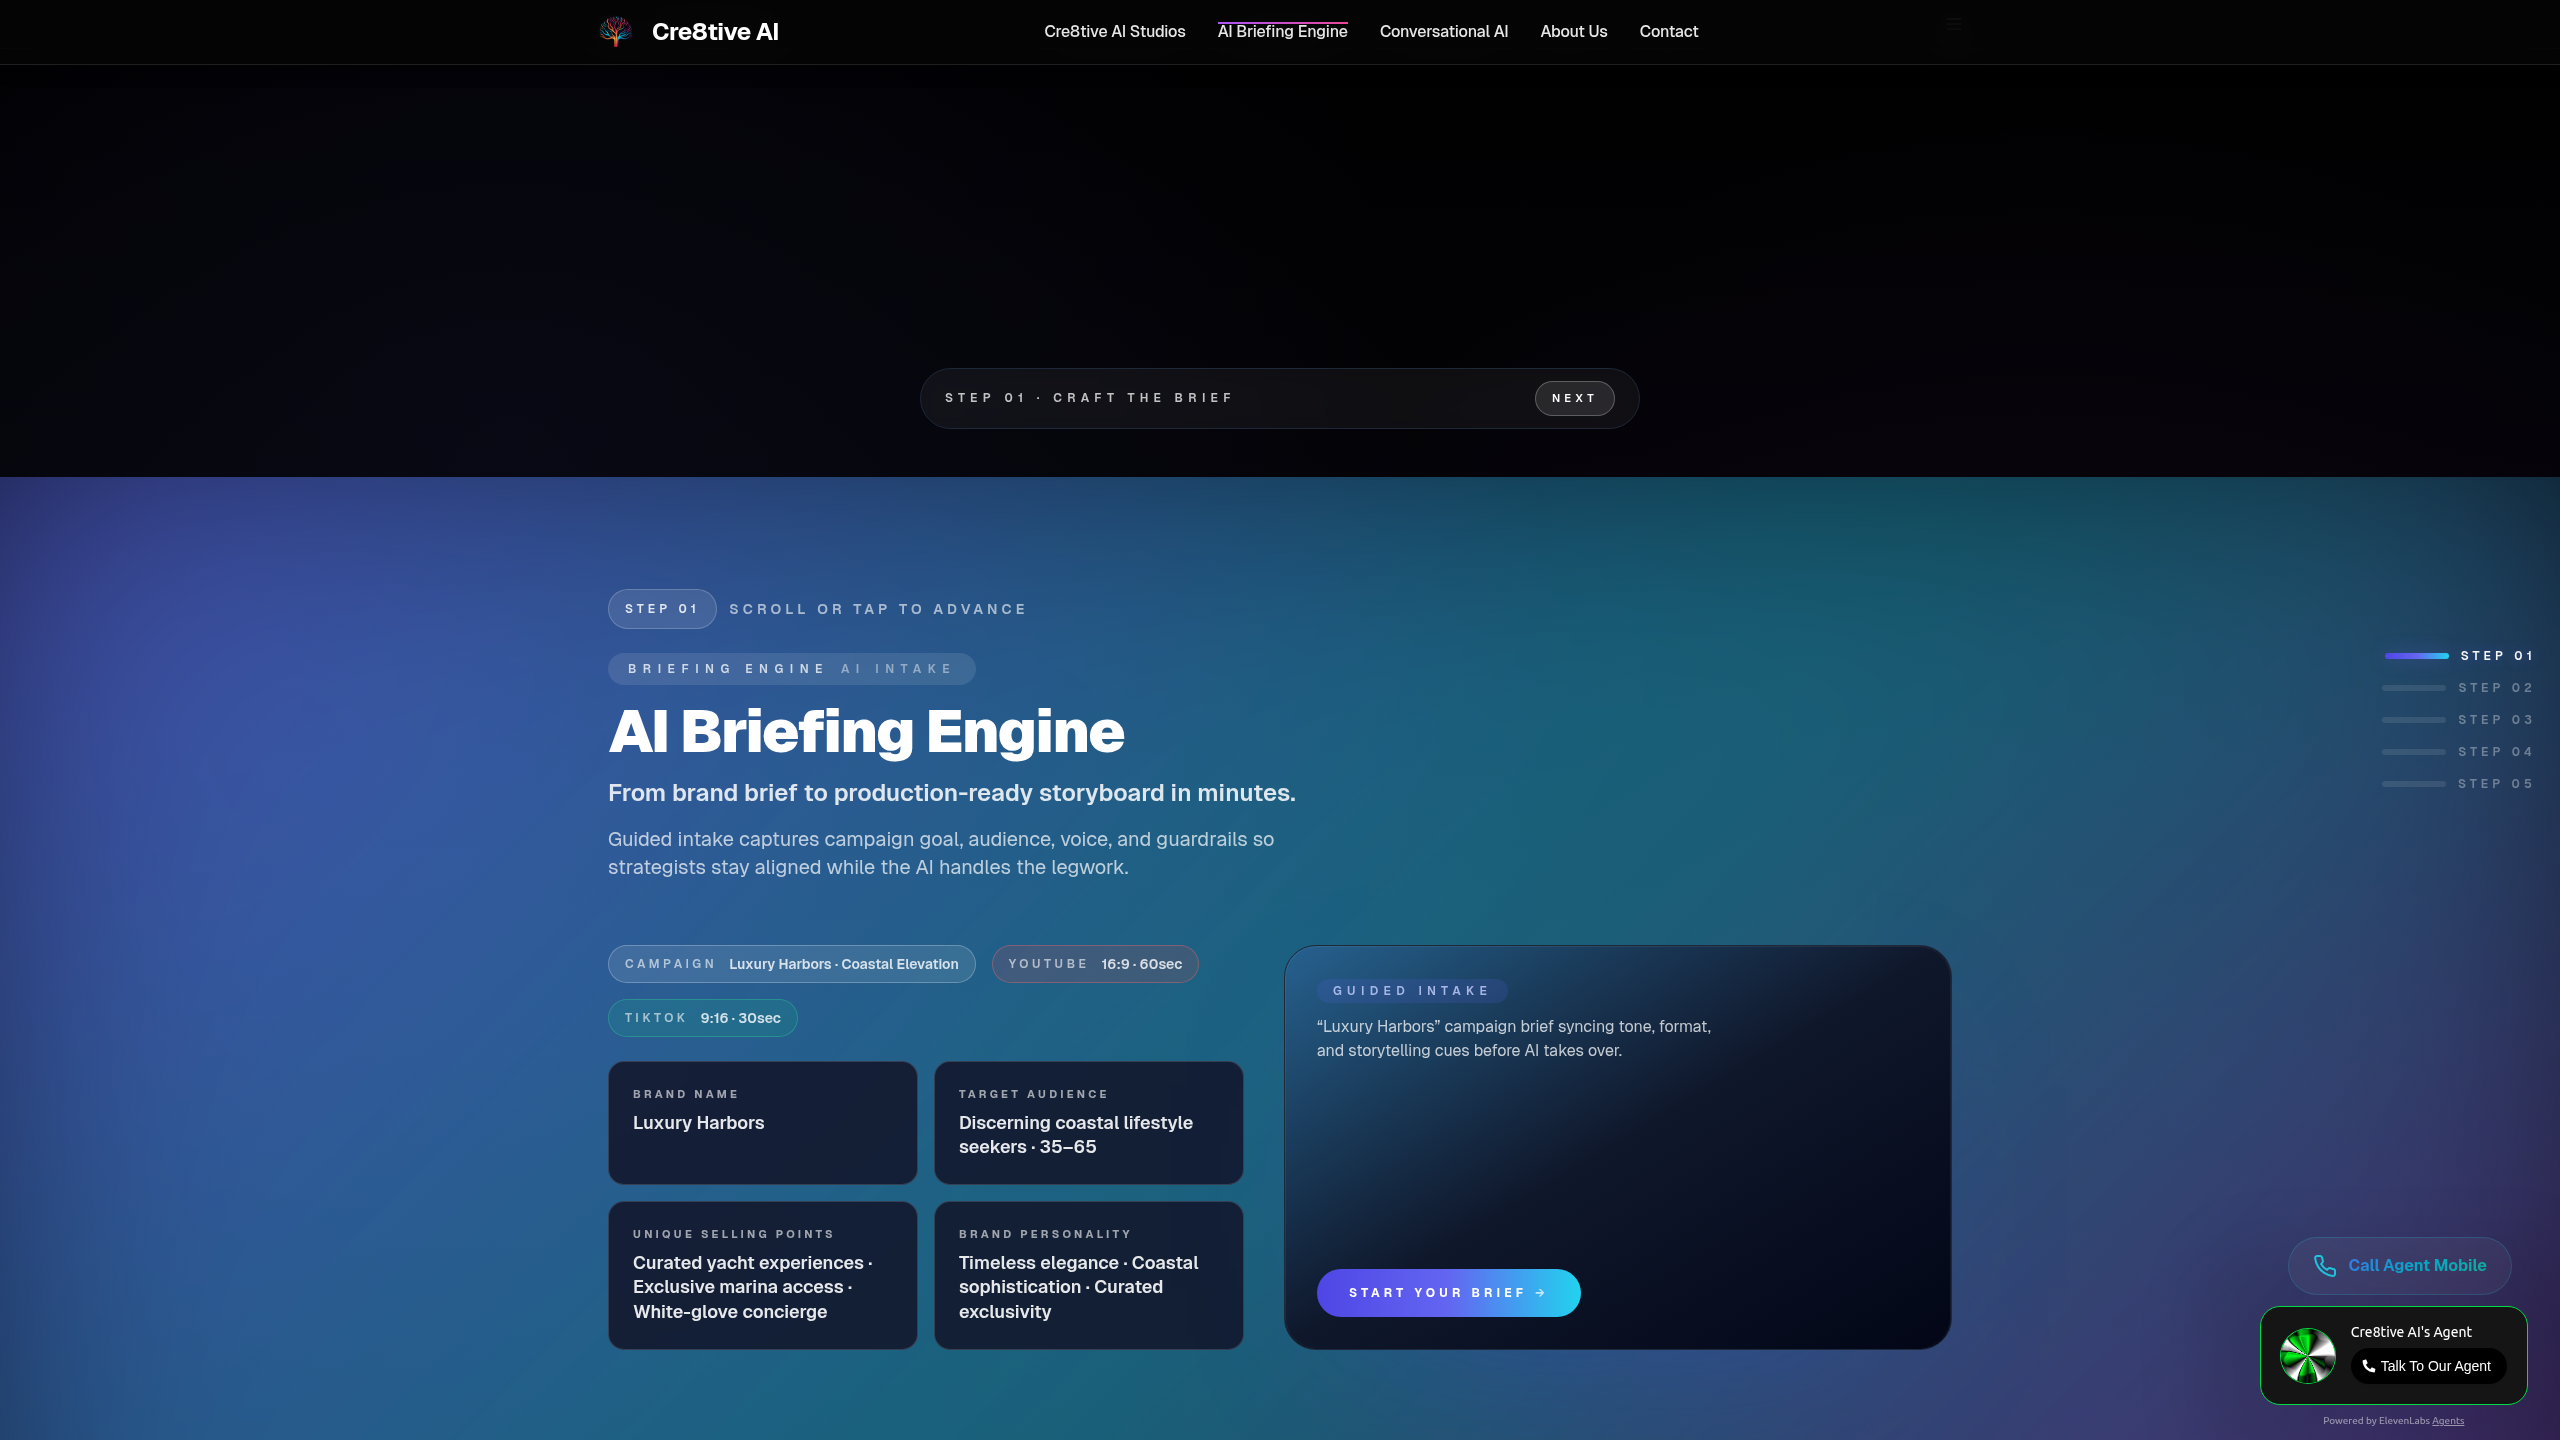 Cre8tive AI
Cre8tive AI Studios
AI Briefing Engine
Conversational AI
About Us
Contact
STEP 01 · CRAFT THE BRIEF
NEXT
STEP 01
SCROLL OR TAP TO ADVANCE
BRIEFING ENGINE AI INTAKE
AI Briefing Engine
From brand brief to production-ready storyboard in minutes.
Guided intake captures campaign goal, audience, voice, and guardrails so
strategists stay aligned while the AI handles the legwork.
STEP 01
STEP 02
STEP 03
STEP 04
STEP 05
CAMPAIGN Luxury Harbors · Coastal Elevation
YOUTUBE 16:9 · 60sec
TIKTOK 9:16 · 30sec
BRAND NAME
Luxury Harbors
TARGET AUDIENCE
Discerning coastal lifestyle
seekers · 35–65
UNIQUE SELLING POINTS
Curated yacht experiences ·
Exclusive marina access ·
White-glove concierge
BRAND PERSONALITY
Timeless elegance · Coastal
sophistication · Curated
exclusivity
GUIDED INTAKE
“Luxury Harbors” campaign brief syncing tone, format,
and storytelling cues before AI takes over.
START YOUR BRIEF →
Call Agent Mobile
Cre8tive AI's Agent
Talk To Our Agent
Powered by ElevenLabs Agents